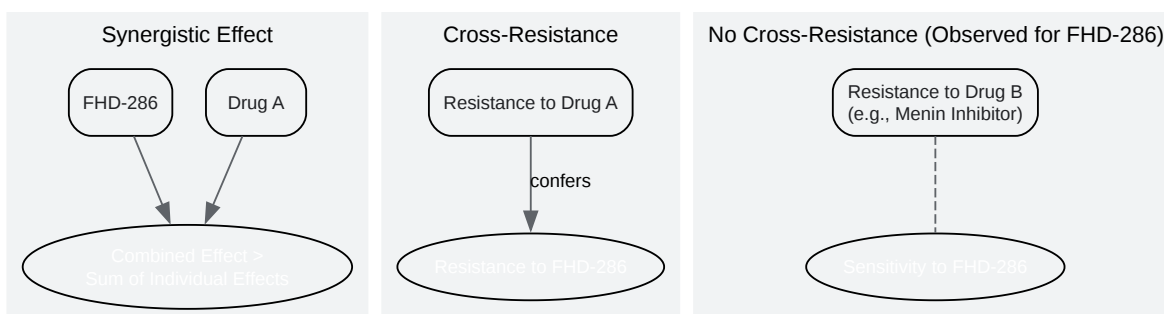 Synergistic Effect
FHD-286
Drug A
Combined Effect >
Sum of Individual Effects
Cross-Resistance
Resistance to Drug A
confers
Resistance to FHD-286
No Cross-Resistance (Observed for FHD-286)
Resistance to Drug B
(e.g., Menin Inhibitor)
Sensitivity to FHD-286